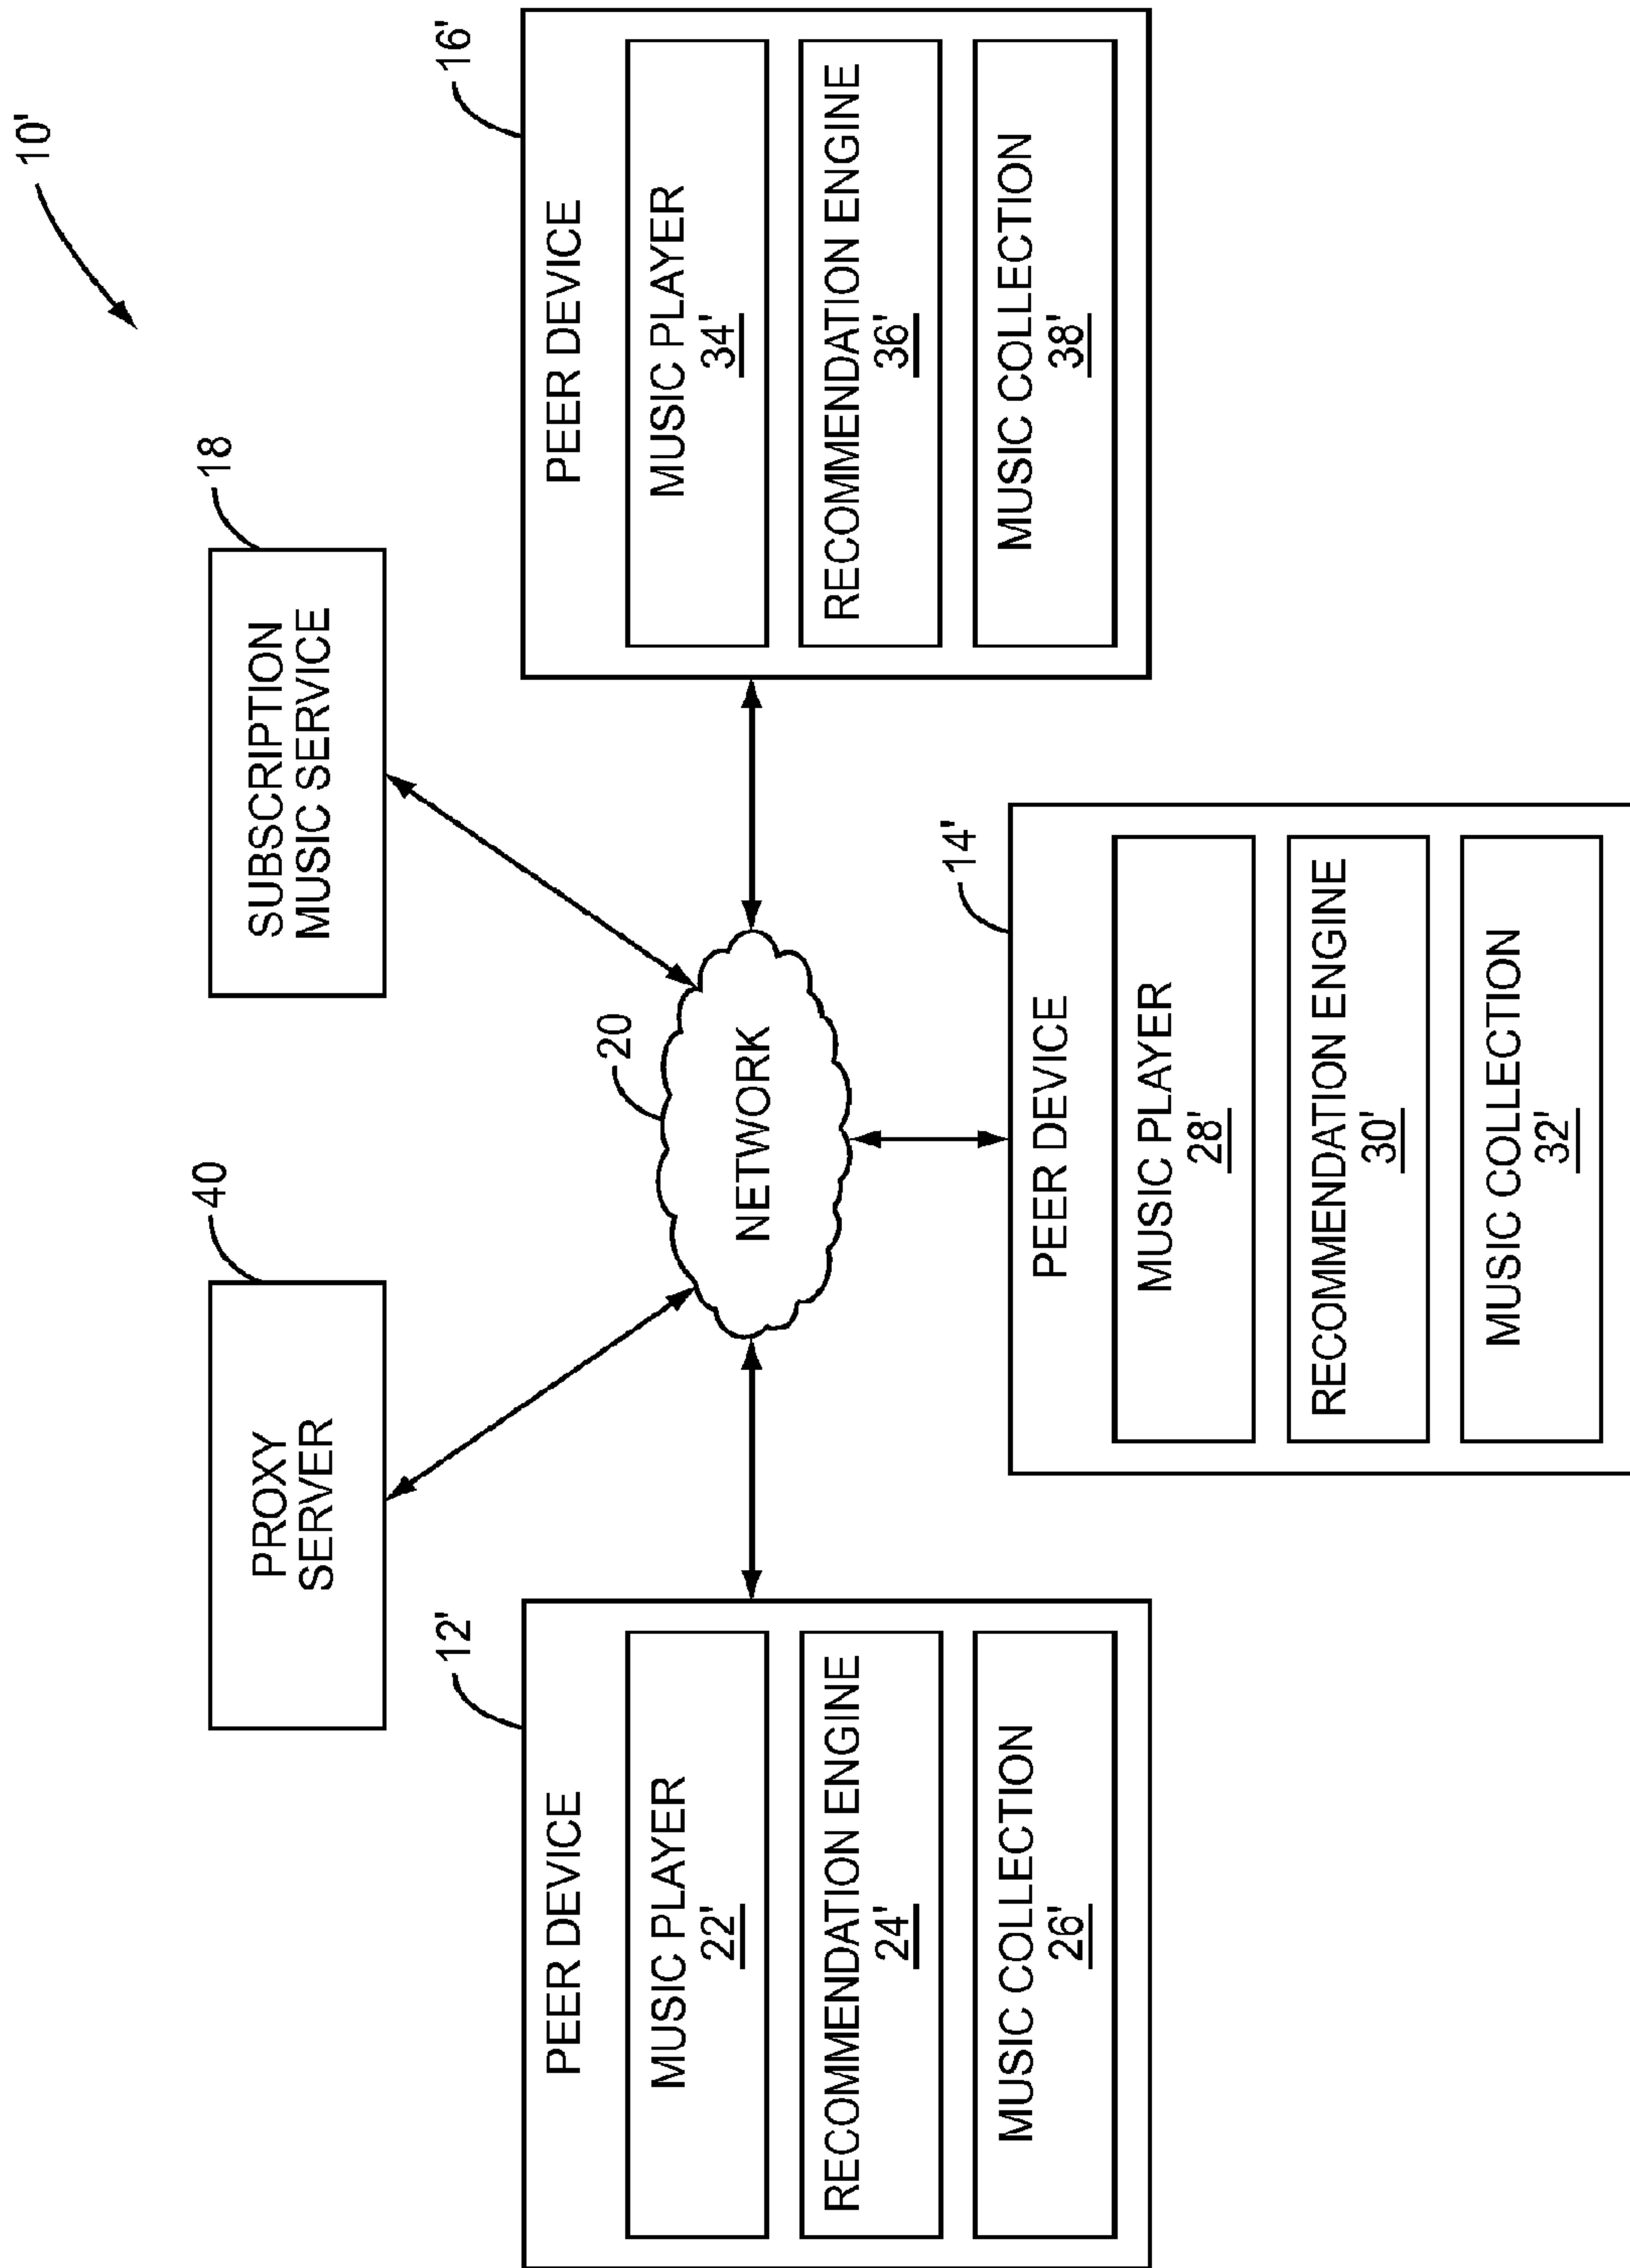 10'
PROXY
SERVER
40
SUBSCRIPTION
MUSIC SERVICE
18
20
NETWORK
12'
PEER DEVICE
MUSIC PLAYER
22'
RECOMMENDATION ENGINE
24'
MUSIC COLLECTION
26'
14'
PEER DEVICE
MUSIC PLAYER
28'
RECOMMENDATION ENGINE
30'
MUSIC COLLECTION
32'
16'
PEER DEVICE
MUSIC PLAYER
34'
RECOMMENDATION ENGINE
36'
MUSIC COLLECTION
38'